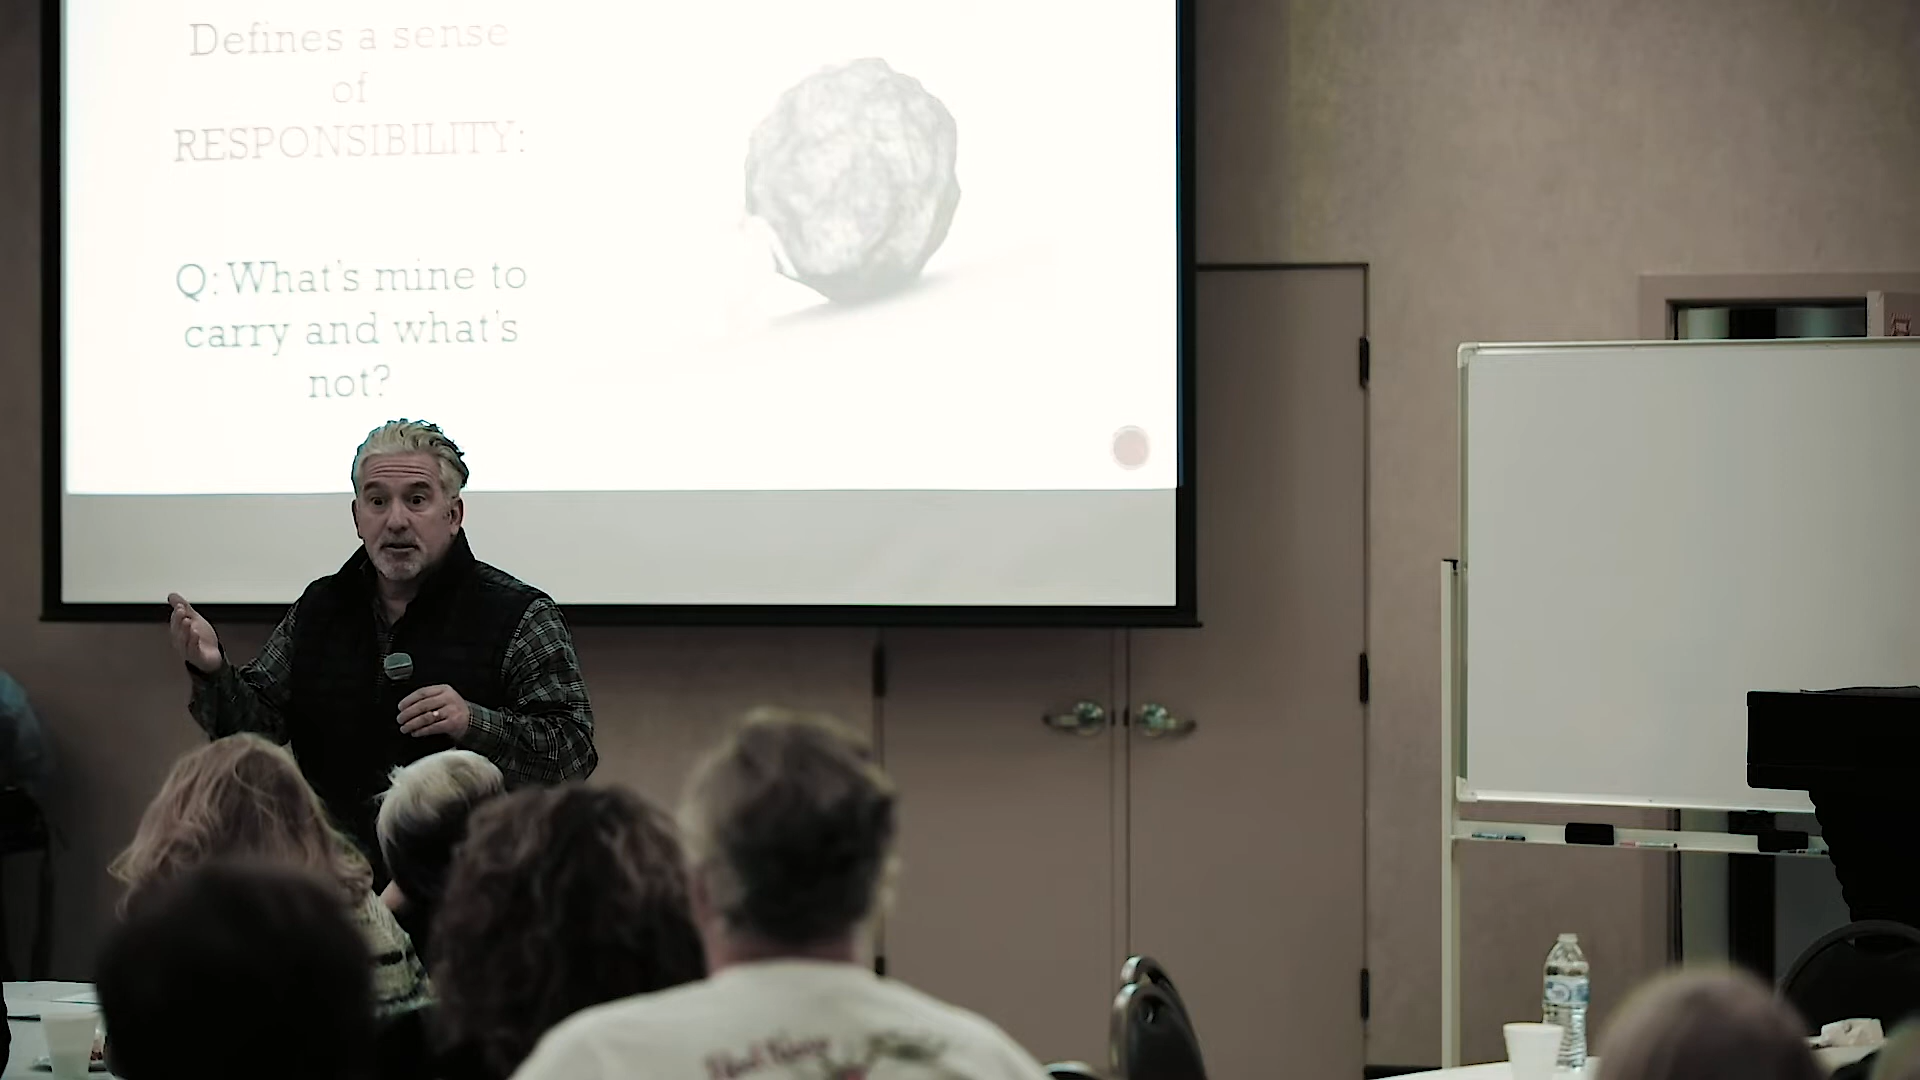 Defines a sense
of
RESPONSIBILITY:
Q: What's mine to
carry and what's
not?